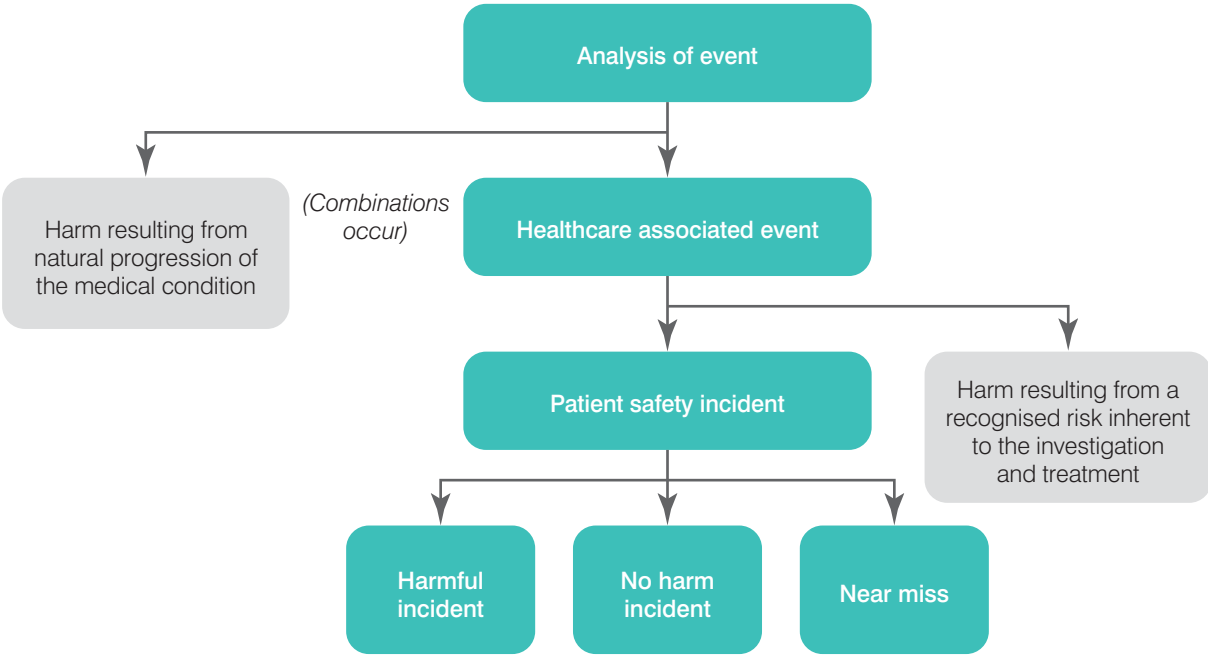 Analysis of event
Harm resulting from
natural progression of
the medical condition
(Combinations
occur)
Healthcare associated event
Patient safety incident
Harm resulting from a
recognised risk inherent
to the investigation
and treatment
Harmful
incident
No harm
incident
Near miss